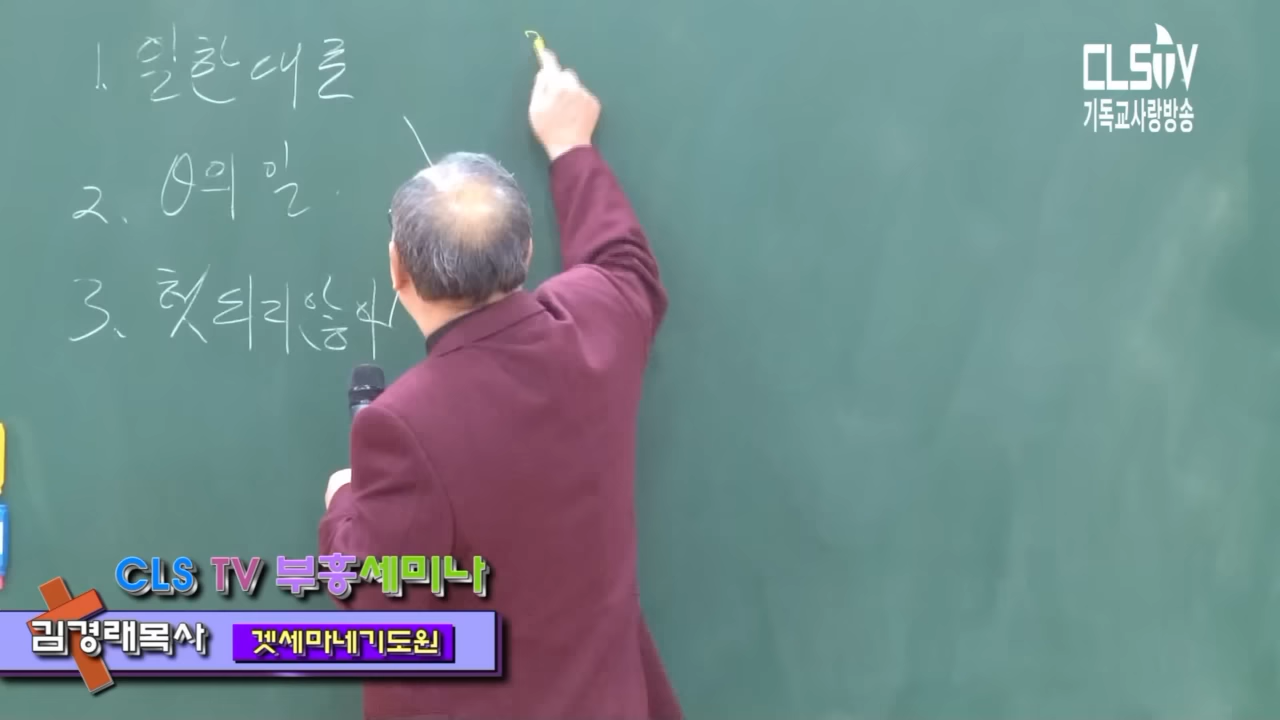 1. 일한대로
CLSTV
기독교사랑방송
2. θ의 일.
3. 헛되지않아
CLS TV 부흥세미나
김경래목사
겟세마네기도원